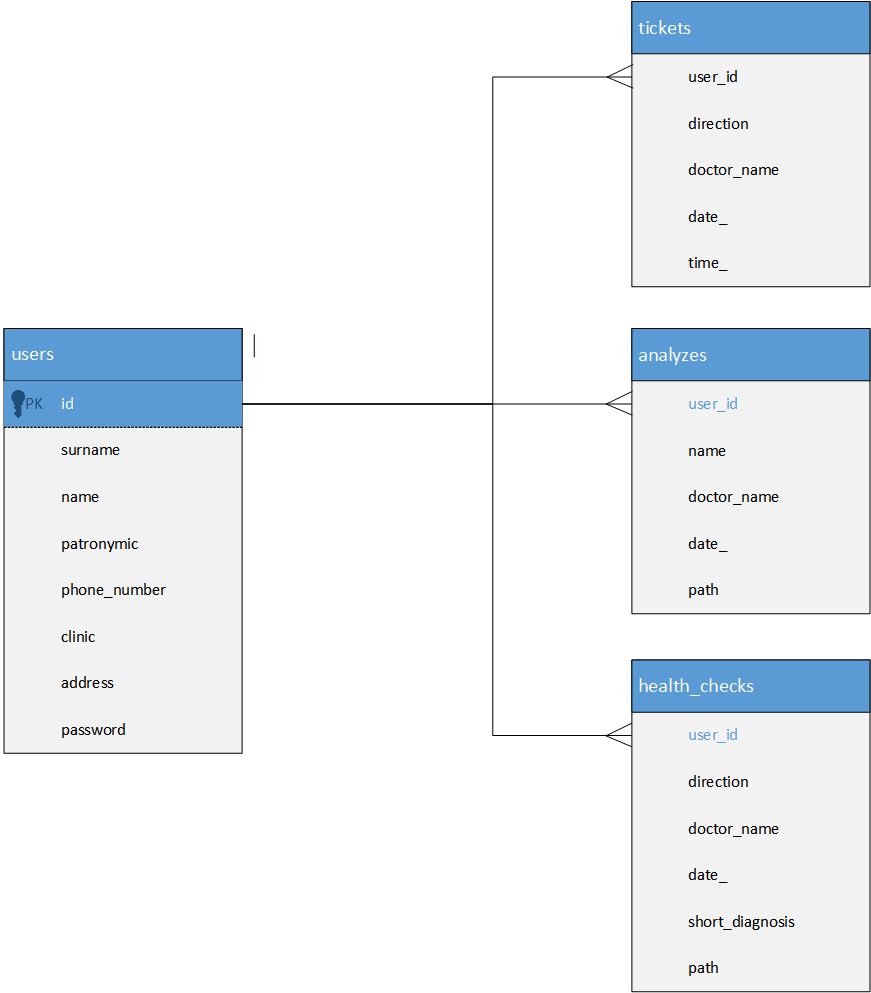 tickets
user_id
direction
doctor_name
date_
time_
users
PK id
surname
name
patronymic
phone_number
clinic
address
password
analyzes
user_id
name
doctor_name
date_
path
health_checks
user_id
direction
doctor_name
date_
short_diagnosis
path